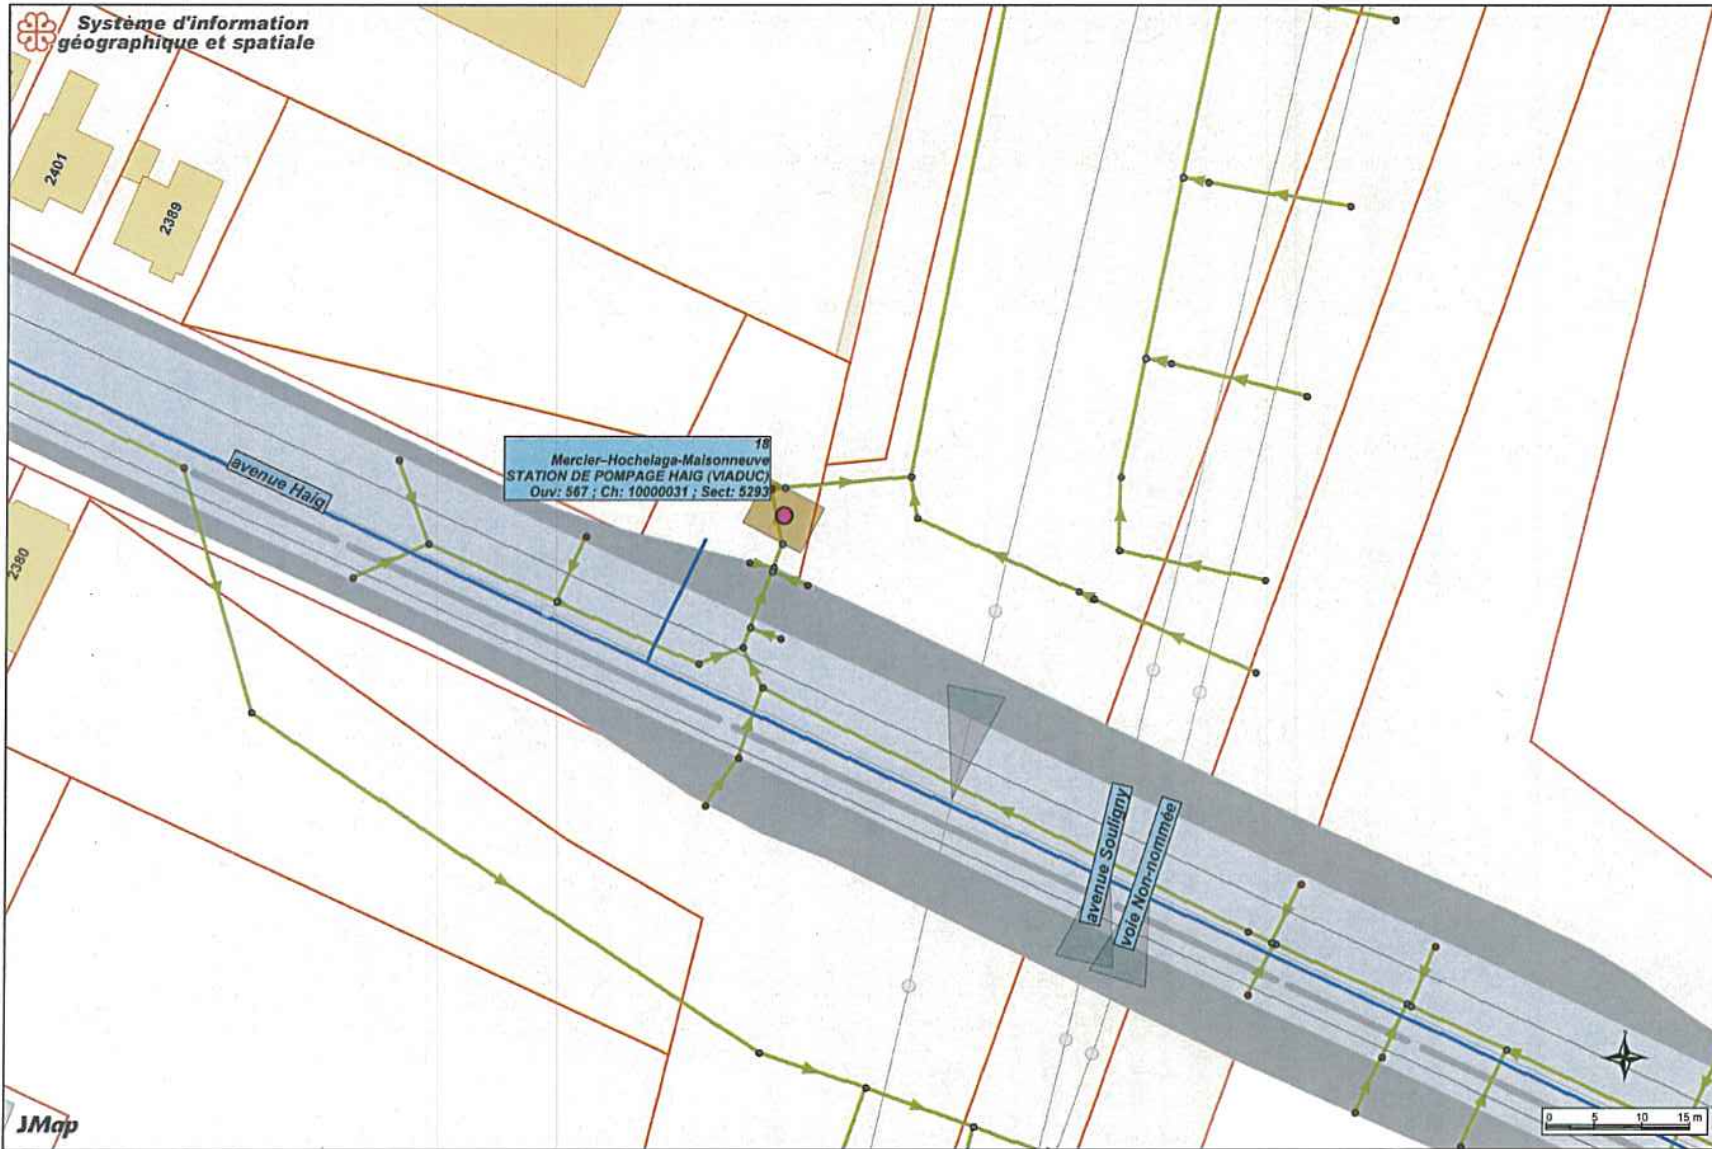 Système d'information
géographique et spatiale
2401
2389
avenue Haig
18
Mercier-Hochelaga-Maisonneuve
STATION DE POMPAGE HAIG (VIADUC)
Ouv: 567 ; Ch: 10000031 ; Sect: 5293
2380
avenue Souligny
voie Non-nommée
JMap
0 5 10 15 m